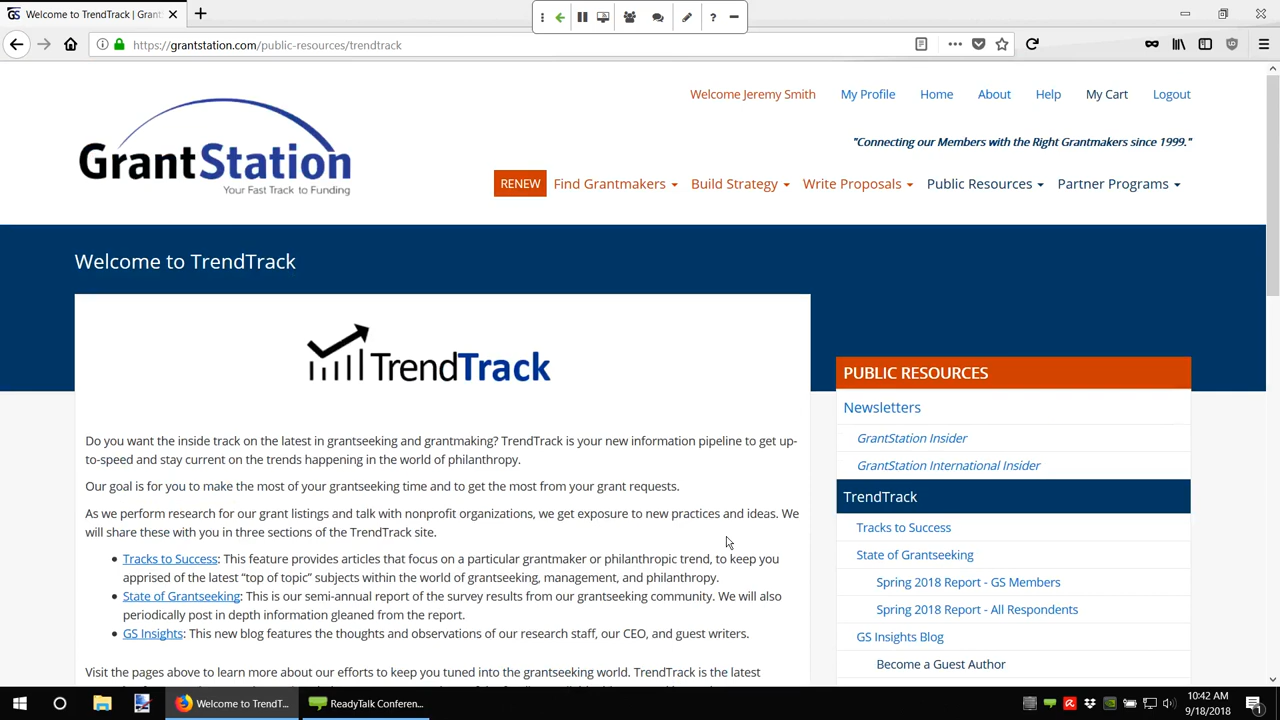 GS Welcome to TrendTrack | Grant
https://grantstation.com/public-resources/trendtrack
Welcome Jeremy Smith My Profile Home About Help My Cart Logout
GrantStation
Your Fast Track to Funding
"Connecting our Members with the Right Grantmakers since 1999."
RENEW Find Grantmakers Build Strategy Write Proposals Public Resources Partner Programs
Welcome to TrendTrack
TrendTrack
Do you want the inside track on the latest in grantseeking and grantmaking? TrendTrack is your new information pipeline to get up-
to-speed and stay current on the trends happening in the world of philanthropy.
Our goal is for you to make the most of your grantseeking time and to get the most from your grant requests.
As we perform research for our grant listings and talk with nonprofit organizations, we get exposure to new practices and ideas. We
will share these with you in three sections of the TrendTrack site.
Tracks to Success: This feature provides articles that focus on a particular grantmaker or philanthropic trend, to keep you
apprised of the latest “top of topic” subjects within the world of grantseeking, management, and philanthropy.
State of Grantseeking: This is our semi-annual report of the survey results from our grantseeking community. We will also
periodically post in depth information gleaned from the report.
GS Insights: This new blog features the thoughts and observations of our research staff, our CEO, and guest writers.
Visit the pages above to learn more about our efforts to keep you tuned into the grantseeking world. TrendTrack is the latest
PUBLIC RESOURCES
Newsletters
GrantStation Insider
GrantStation International Insider
TrendTrack
Tracks to Success
State of Grantseeking
Spring 2018 Report - GS Members
Spring 2018 Report - All Respondents
GS Insights Blog
Become a Guest Author
Welcome to TrendT... ReadyTalk Conferen...
10:42 AM
9/18/2018